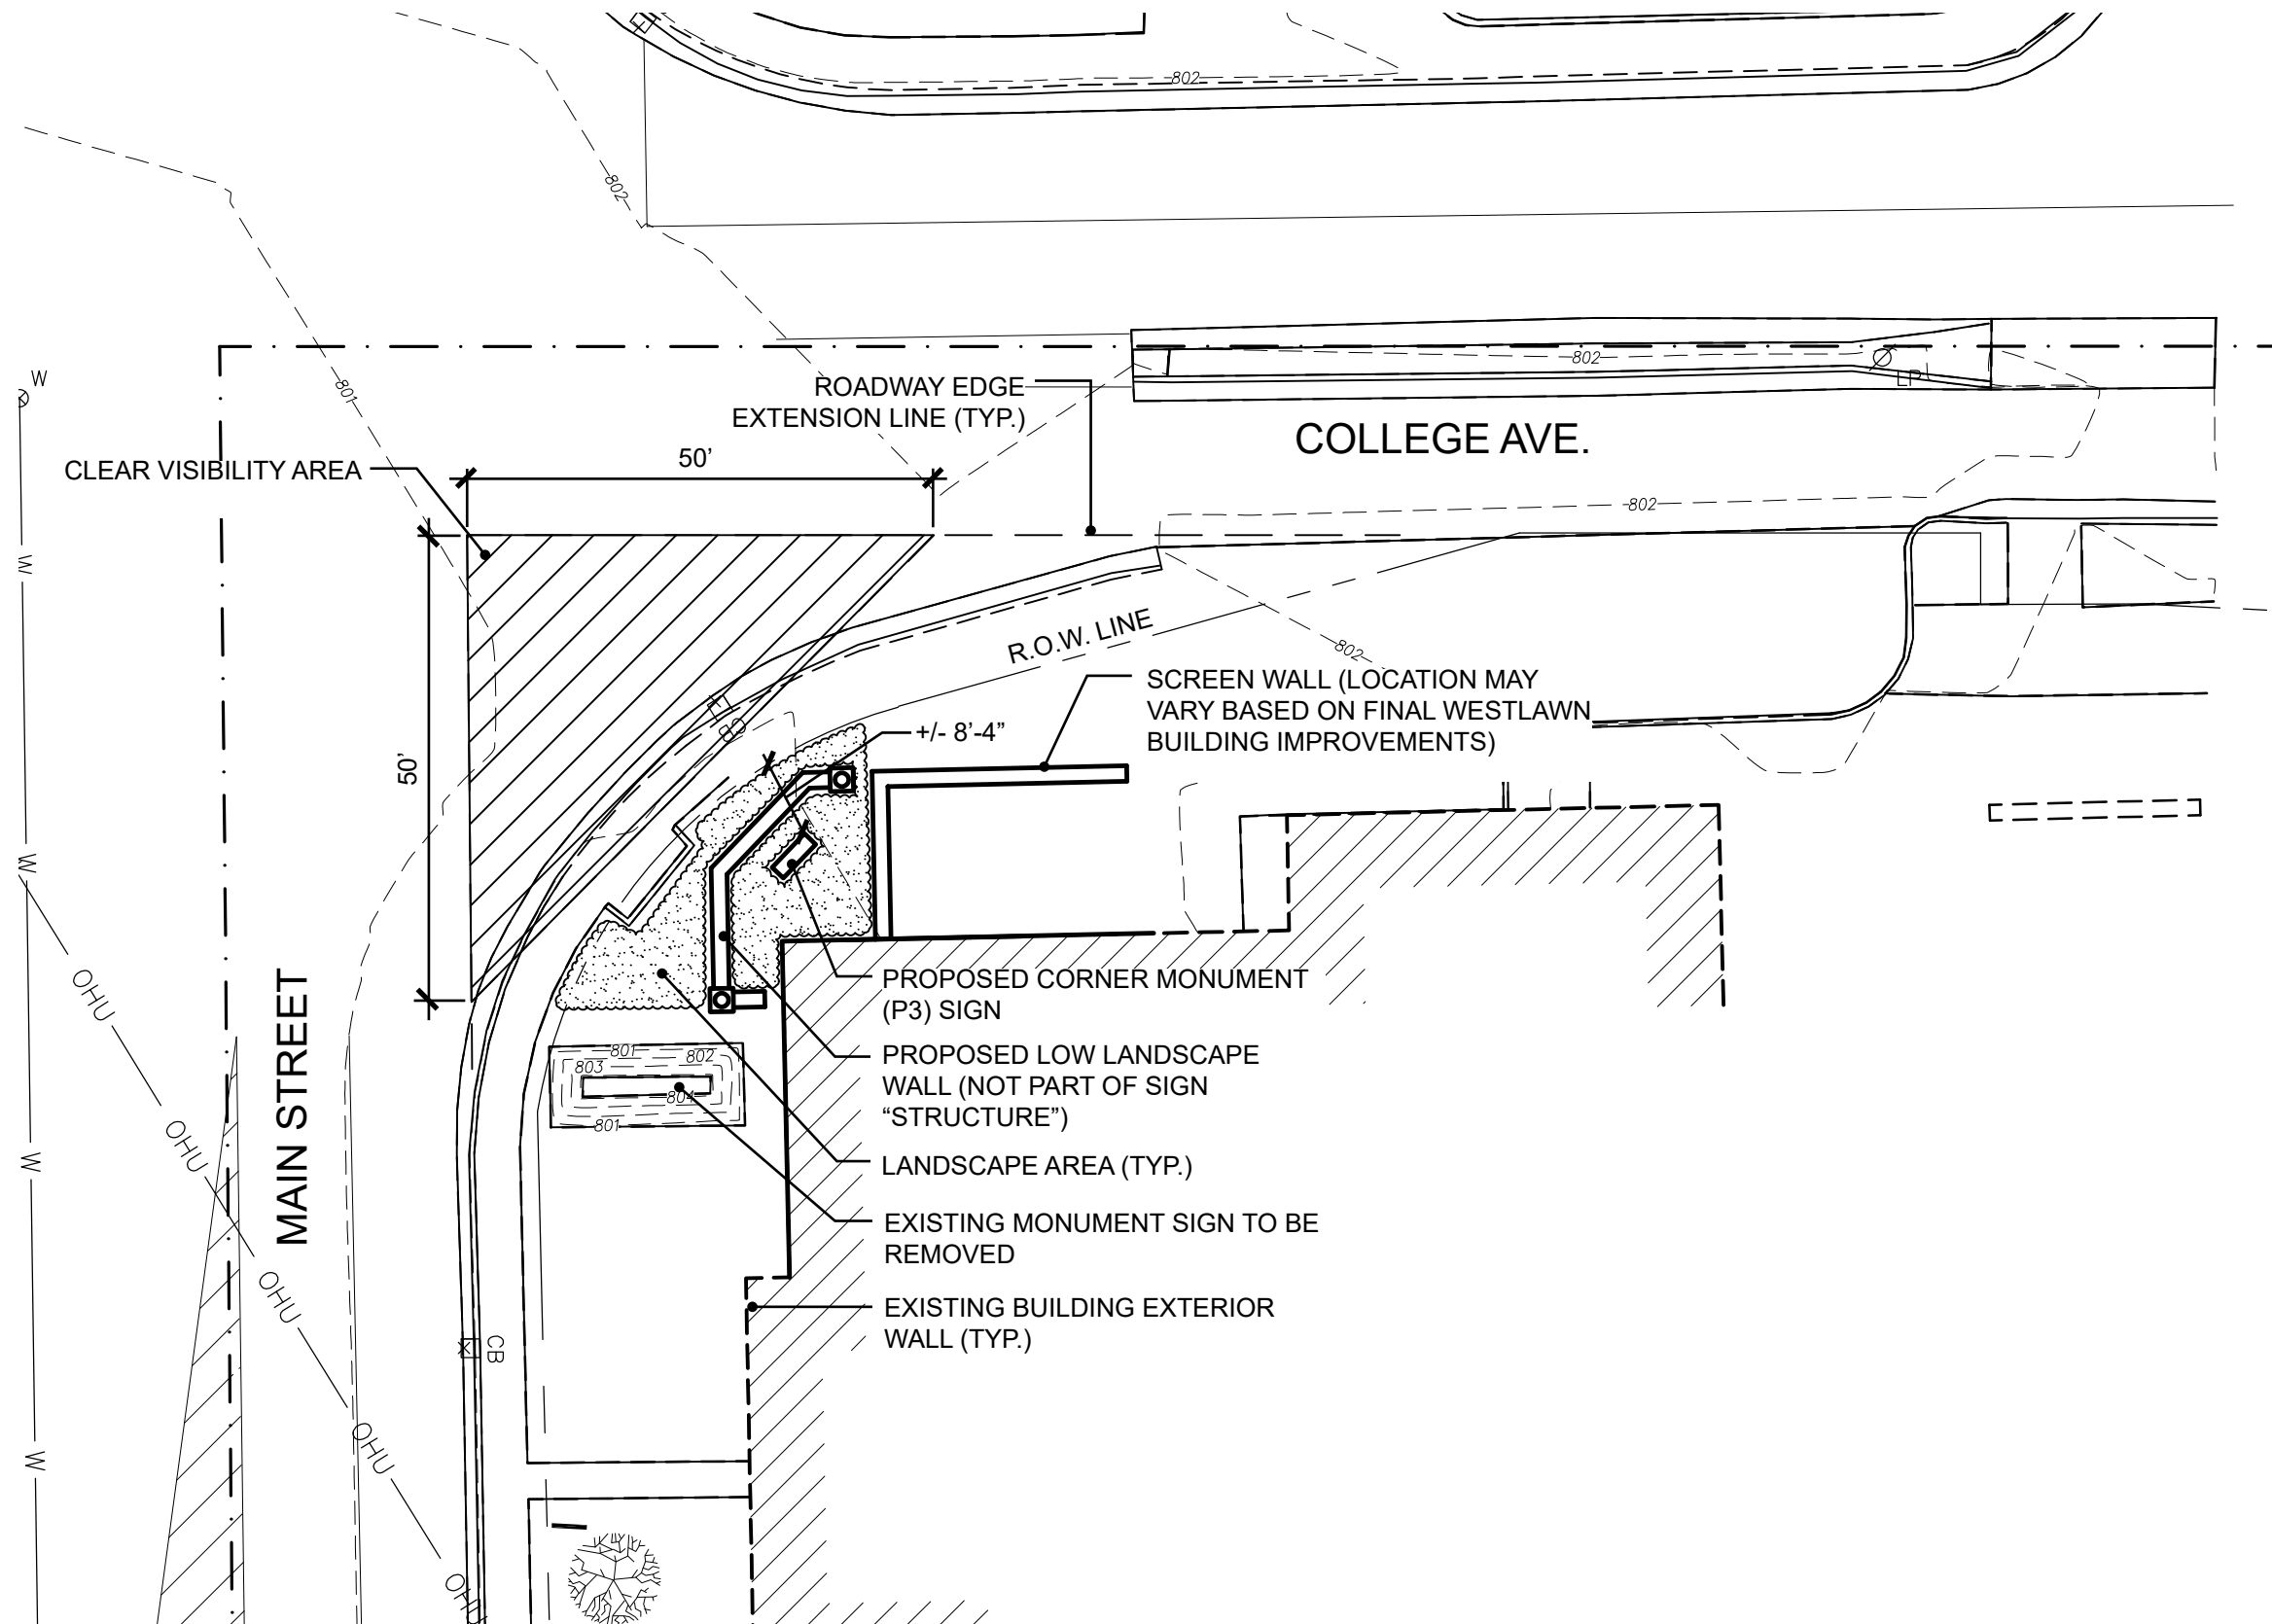 802
802
801
W
802
LP
ROADWAY EDGE
EXTENSION LINE (TYP.)
COLLEGE AVE.
CLEAR VISIBILITY AREA
50’
802
W
R.O.W. LINE
802
SCREEN WALL (LOCATION MAY
VARY BASED ON FINAL WESTLAWN
BUILDING IMPROVEMENTS)
CB
+/- 8’-4”
50’
W
OHU
MAIN STREET
PROPOSED CORNER MONUMENT
(P3) SIGN
PROPOSED LOW LANDSCAPE
WALL (NOT PART OF SIGN
“STRUCTURE”)
801
802
803
804
801
OHU
W
LANDSCAPE AREA (TYP.)
EXISTING MONUMENT SIGN TO BE
REMOVED
OHU
EXISTING BUILDING EXTERIOR
WALL (TYP.)
CB
OHU
W
OHU